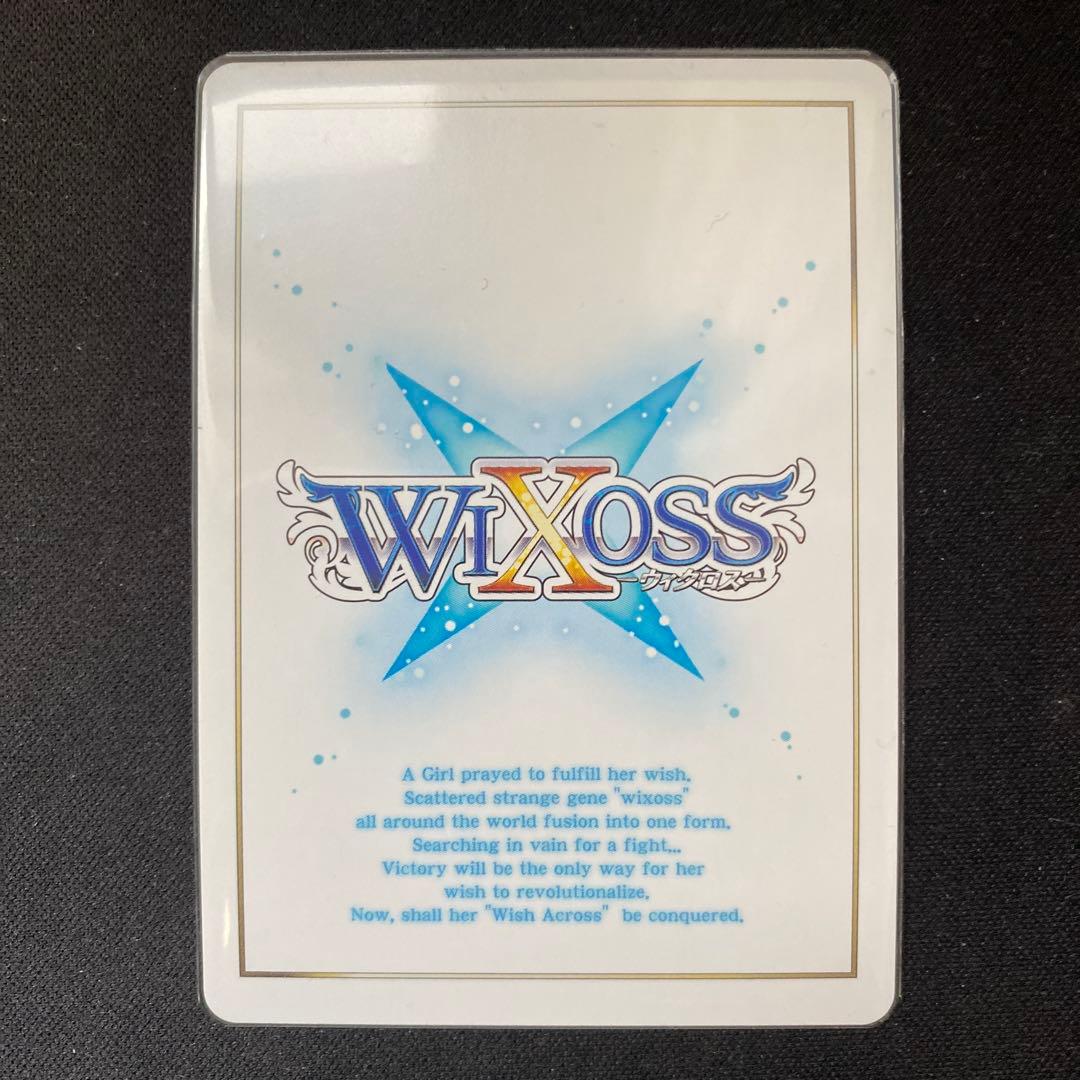 WIXOSS
ーウィクロスー
A Girl prayed to fulfill her wish.
Scattered strange gene "wixoss"
all around the world fusion into one form.
Searching in vain for a fight...
Victory will be the only way for her
wish to revolutionalize.
Now, shall her "Wish Across" be conquered.